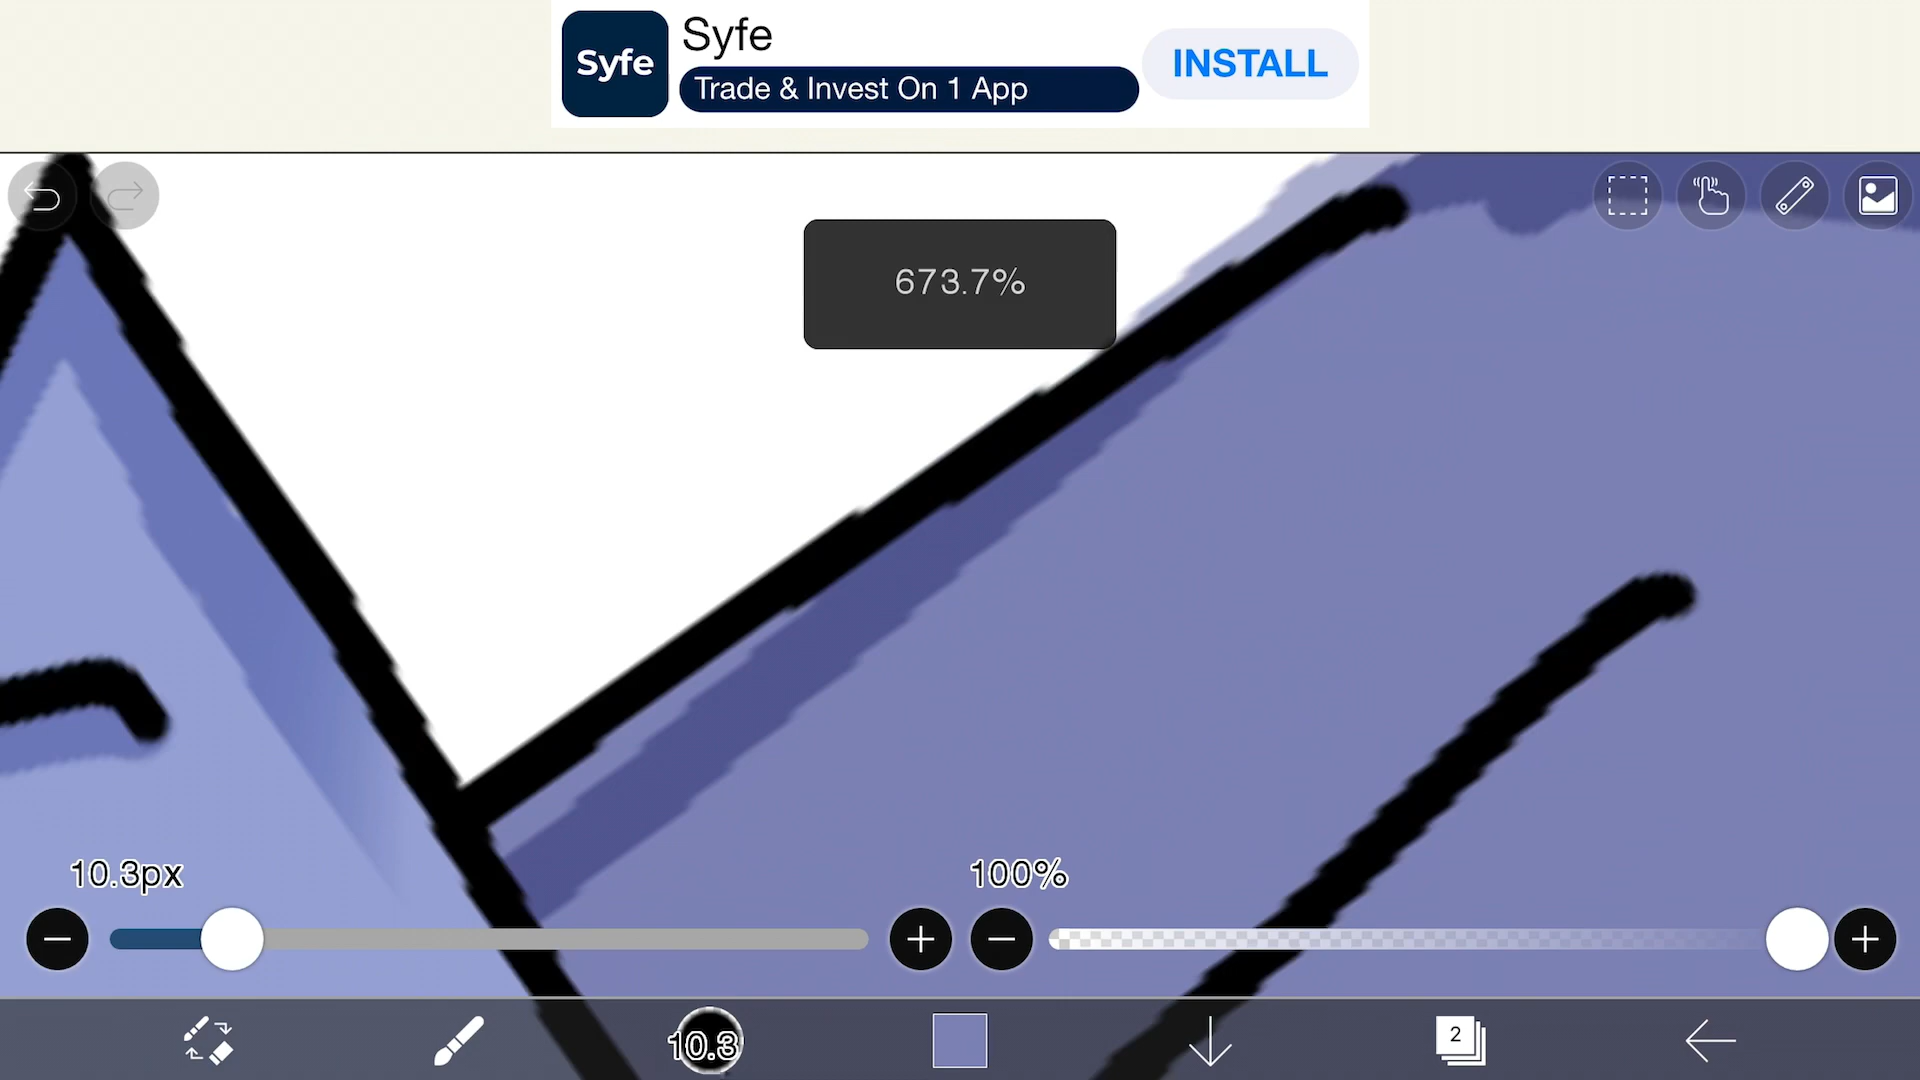 Syfe
Syfe
Trade & Invest On 1 App
INSTALL
673.7%
10.3px
100%
10.3
2